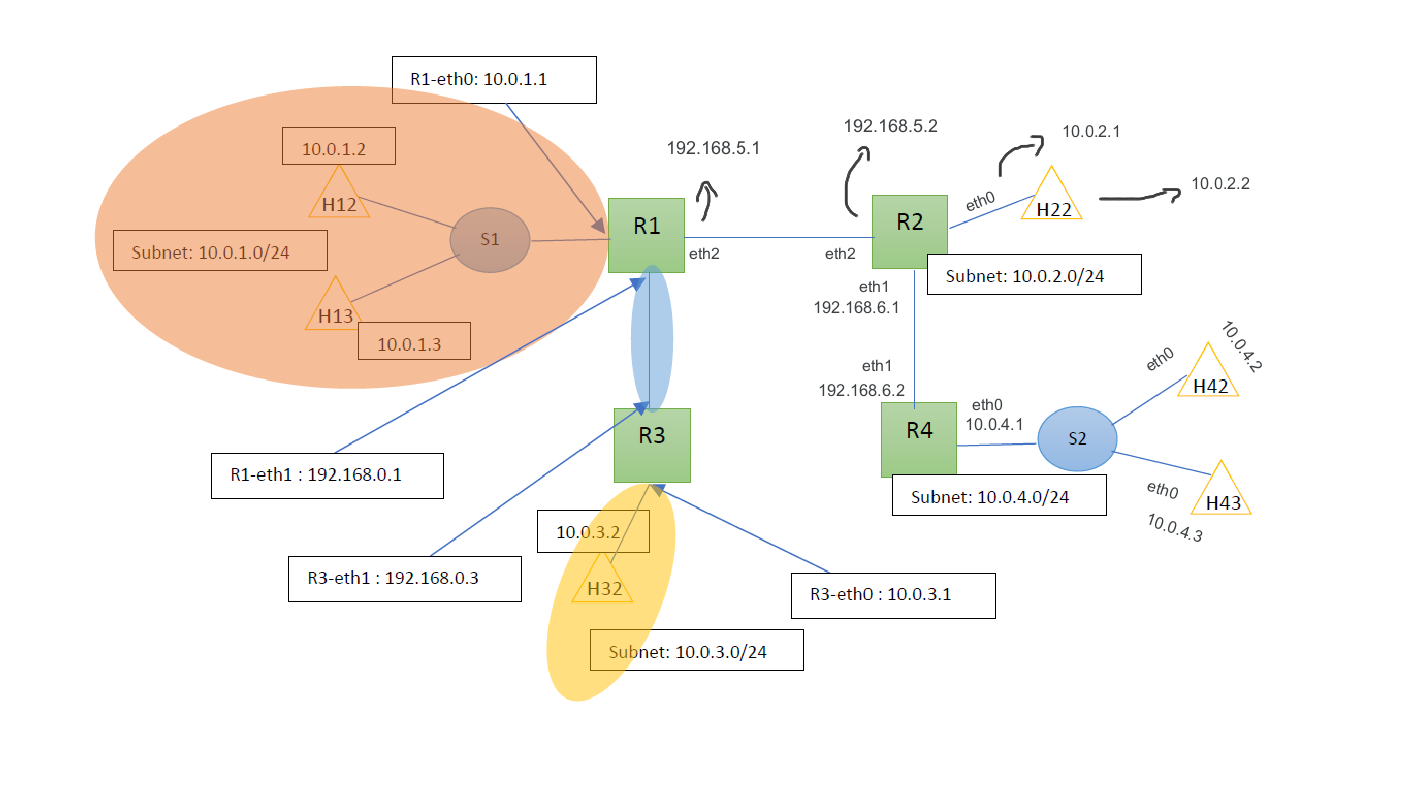 R1-eth0: 10.0.1.1
10.0.1.2
H12
S1
Subnet: 10.0.1.0/24
H13
10.0.1.3
192.168.5.1
R1
eth2
192.168.5.2
R2
eth2
eth0
10.0.2.1
H22
10.0.2.2
Subnet: 10.0.2.0/24
eth1
192.168.6.1
eth1
192.168.6.2
R4
eth0
10.0.4.1
S2
eth0
10.0.4.2
H42
eth0
H43
10.0.4.3
Subnet: 10.0.4.0/24
R3
R1-eth1 : 192.168.0.1
10.0.3.2
H32
R3-eth1 : 192.168.0.3
R3-eth0 : 10.0.3.1
Subnet: 10.0.3.0/24